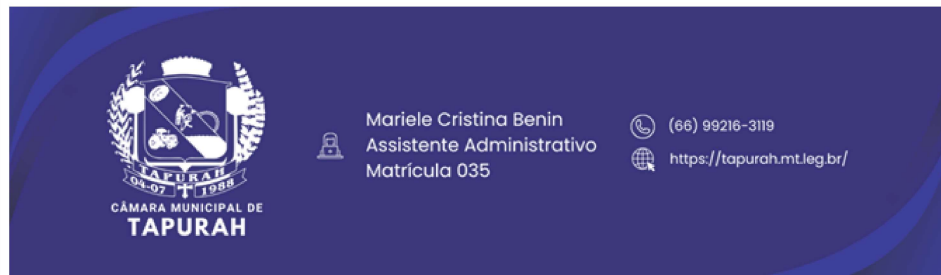 TAPURAH
04-07 1988
CÂMARA MUNICIPAL DE
TAPURAH
Mariele Cristina Benin
Assistente Administrativo
Matrícula 035
(66) 99216-3119
https://tapurah.mt.leg.br/